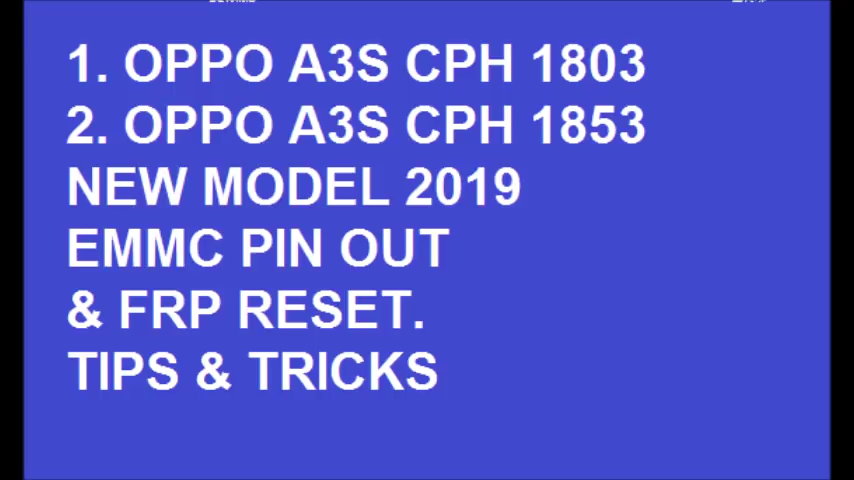 1. OPPO A3S CPH 1803
2. OPPO A3S CPH 1853
NEW MODEL 2019
EMMC PIN OUT
& FRP RESET.
TIPS & TRICKS